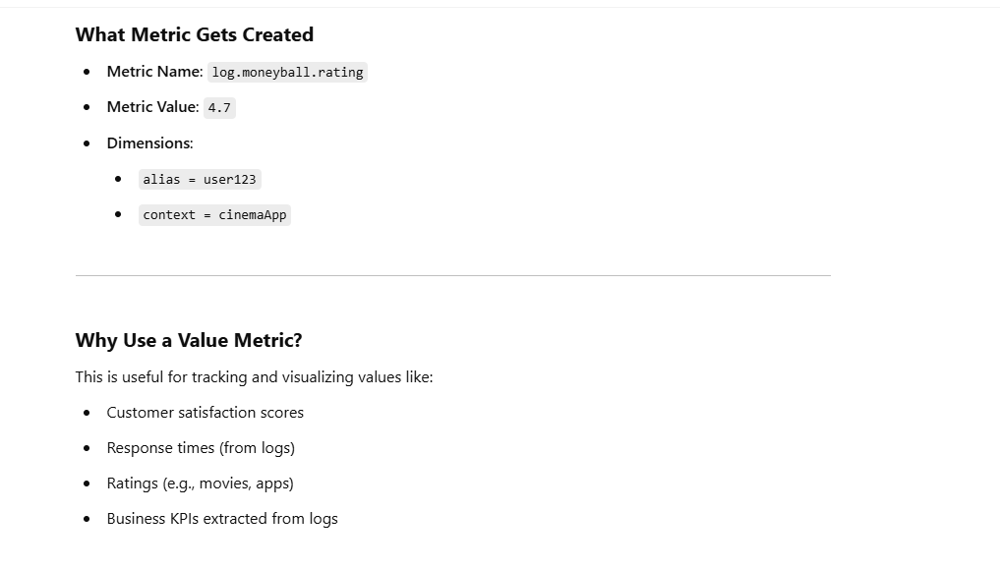 What Metric Gets Created
• Metric Name: log.moneyball.rating
• Metric Value: 4.7
• Dimensions:
• alias = user123
• context = cinemaApp
Why Use a Value Metric?
This is useful for tracking and visualizing values like:
• Customer satisfaction scores
• Response times (from logs)
• Ratings (e.g., movies, apps)
• Business KPIs extracted from logs